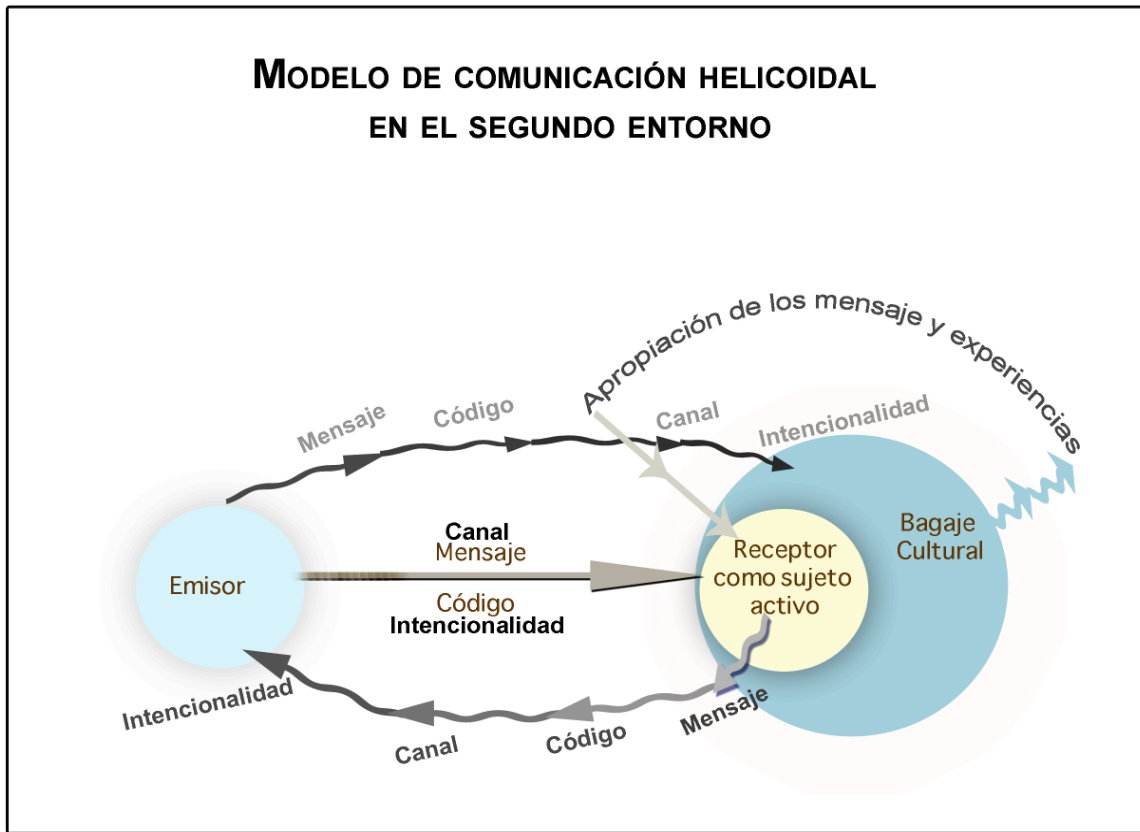 MODELO DE COMUNICACIÓN HELICOIDAL
EN EL SEGUNDO ENTORNO
Apropiación de los mensaje y experiencias
Mensaje
Código
Canal
Intencionalidad
Emisor
Canal
Mensaje
Código
Intencionalidad
Receptor
como sujeto
activo
Bagaje
Cultural
Intencionalidad
Canal
Código
Mensaje